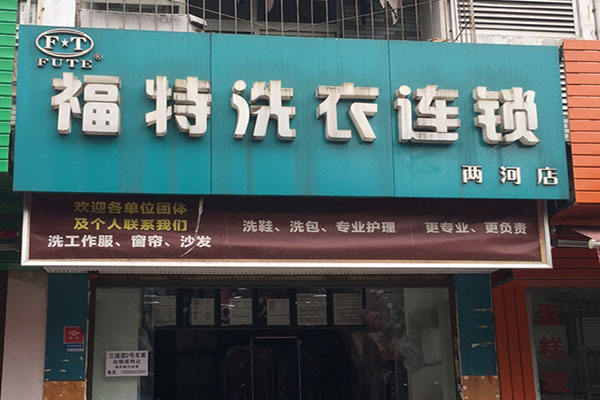 F★T®
FUTE
福特洗衣连锁
两河店
欢迎各单位团体
及个人联系我们
洗工作服、窗帘、沙发
洗鞋、洗包、专业护理
更专业、更负责
蛋糕